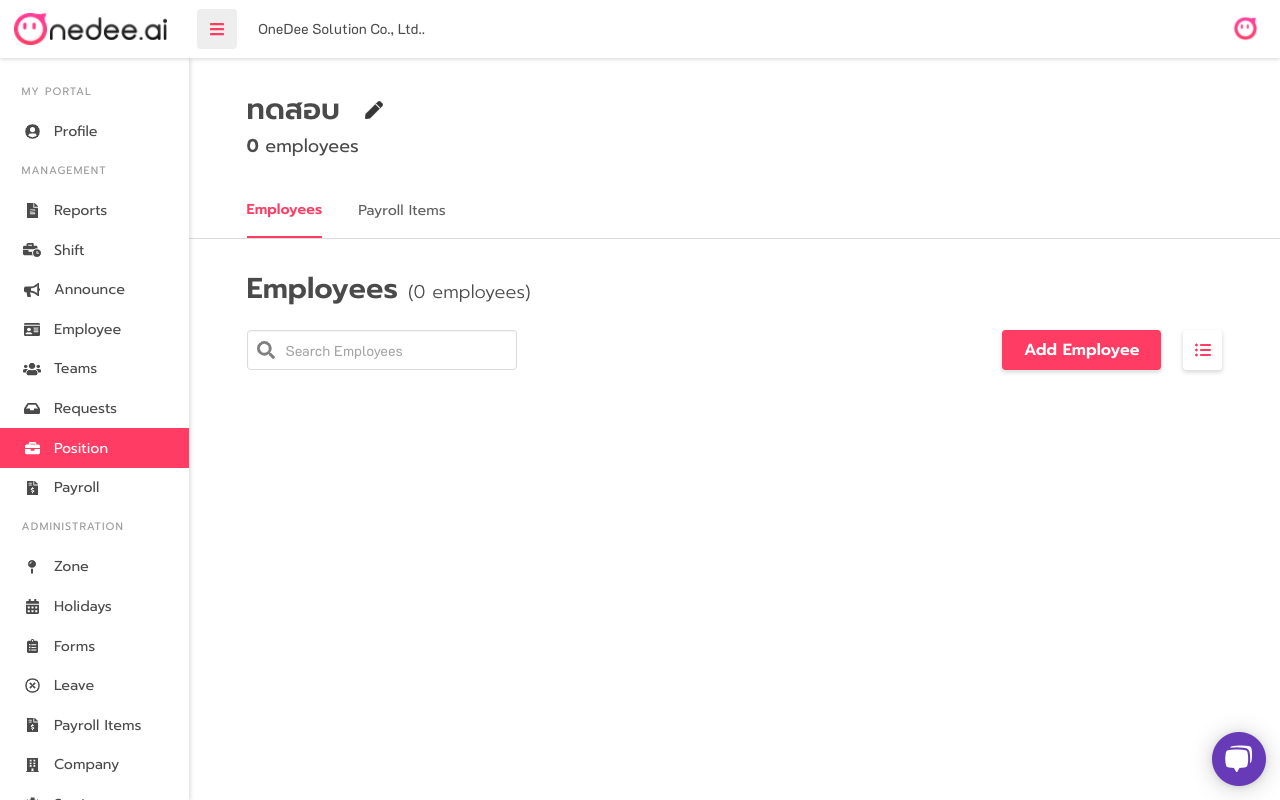 Onedee.ai
OneDee Solution Co., Ltd..
MY PORTAL
Profile
MANAGEMENT
Reports
Shift
Announce
Employee
Teams
Requests
Position
Payroll
ADMINISTRATION
Zone
Holidays
Forms
Leave
Payroll Items
Company
ทดสอบ
0 employees
Employees
Payroll Items
Employees (0 employees)
Search Employees
Add Employee